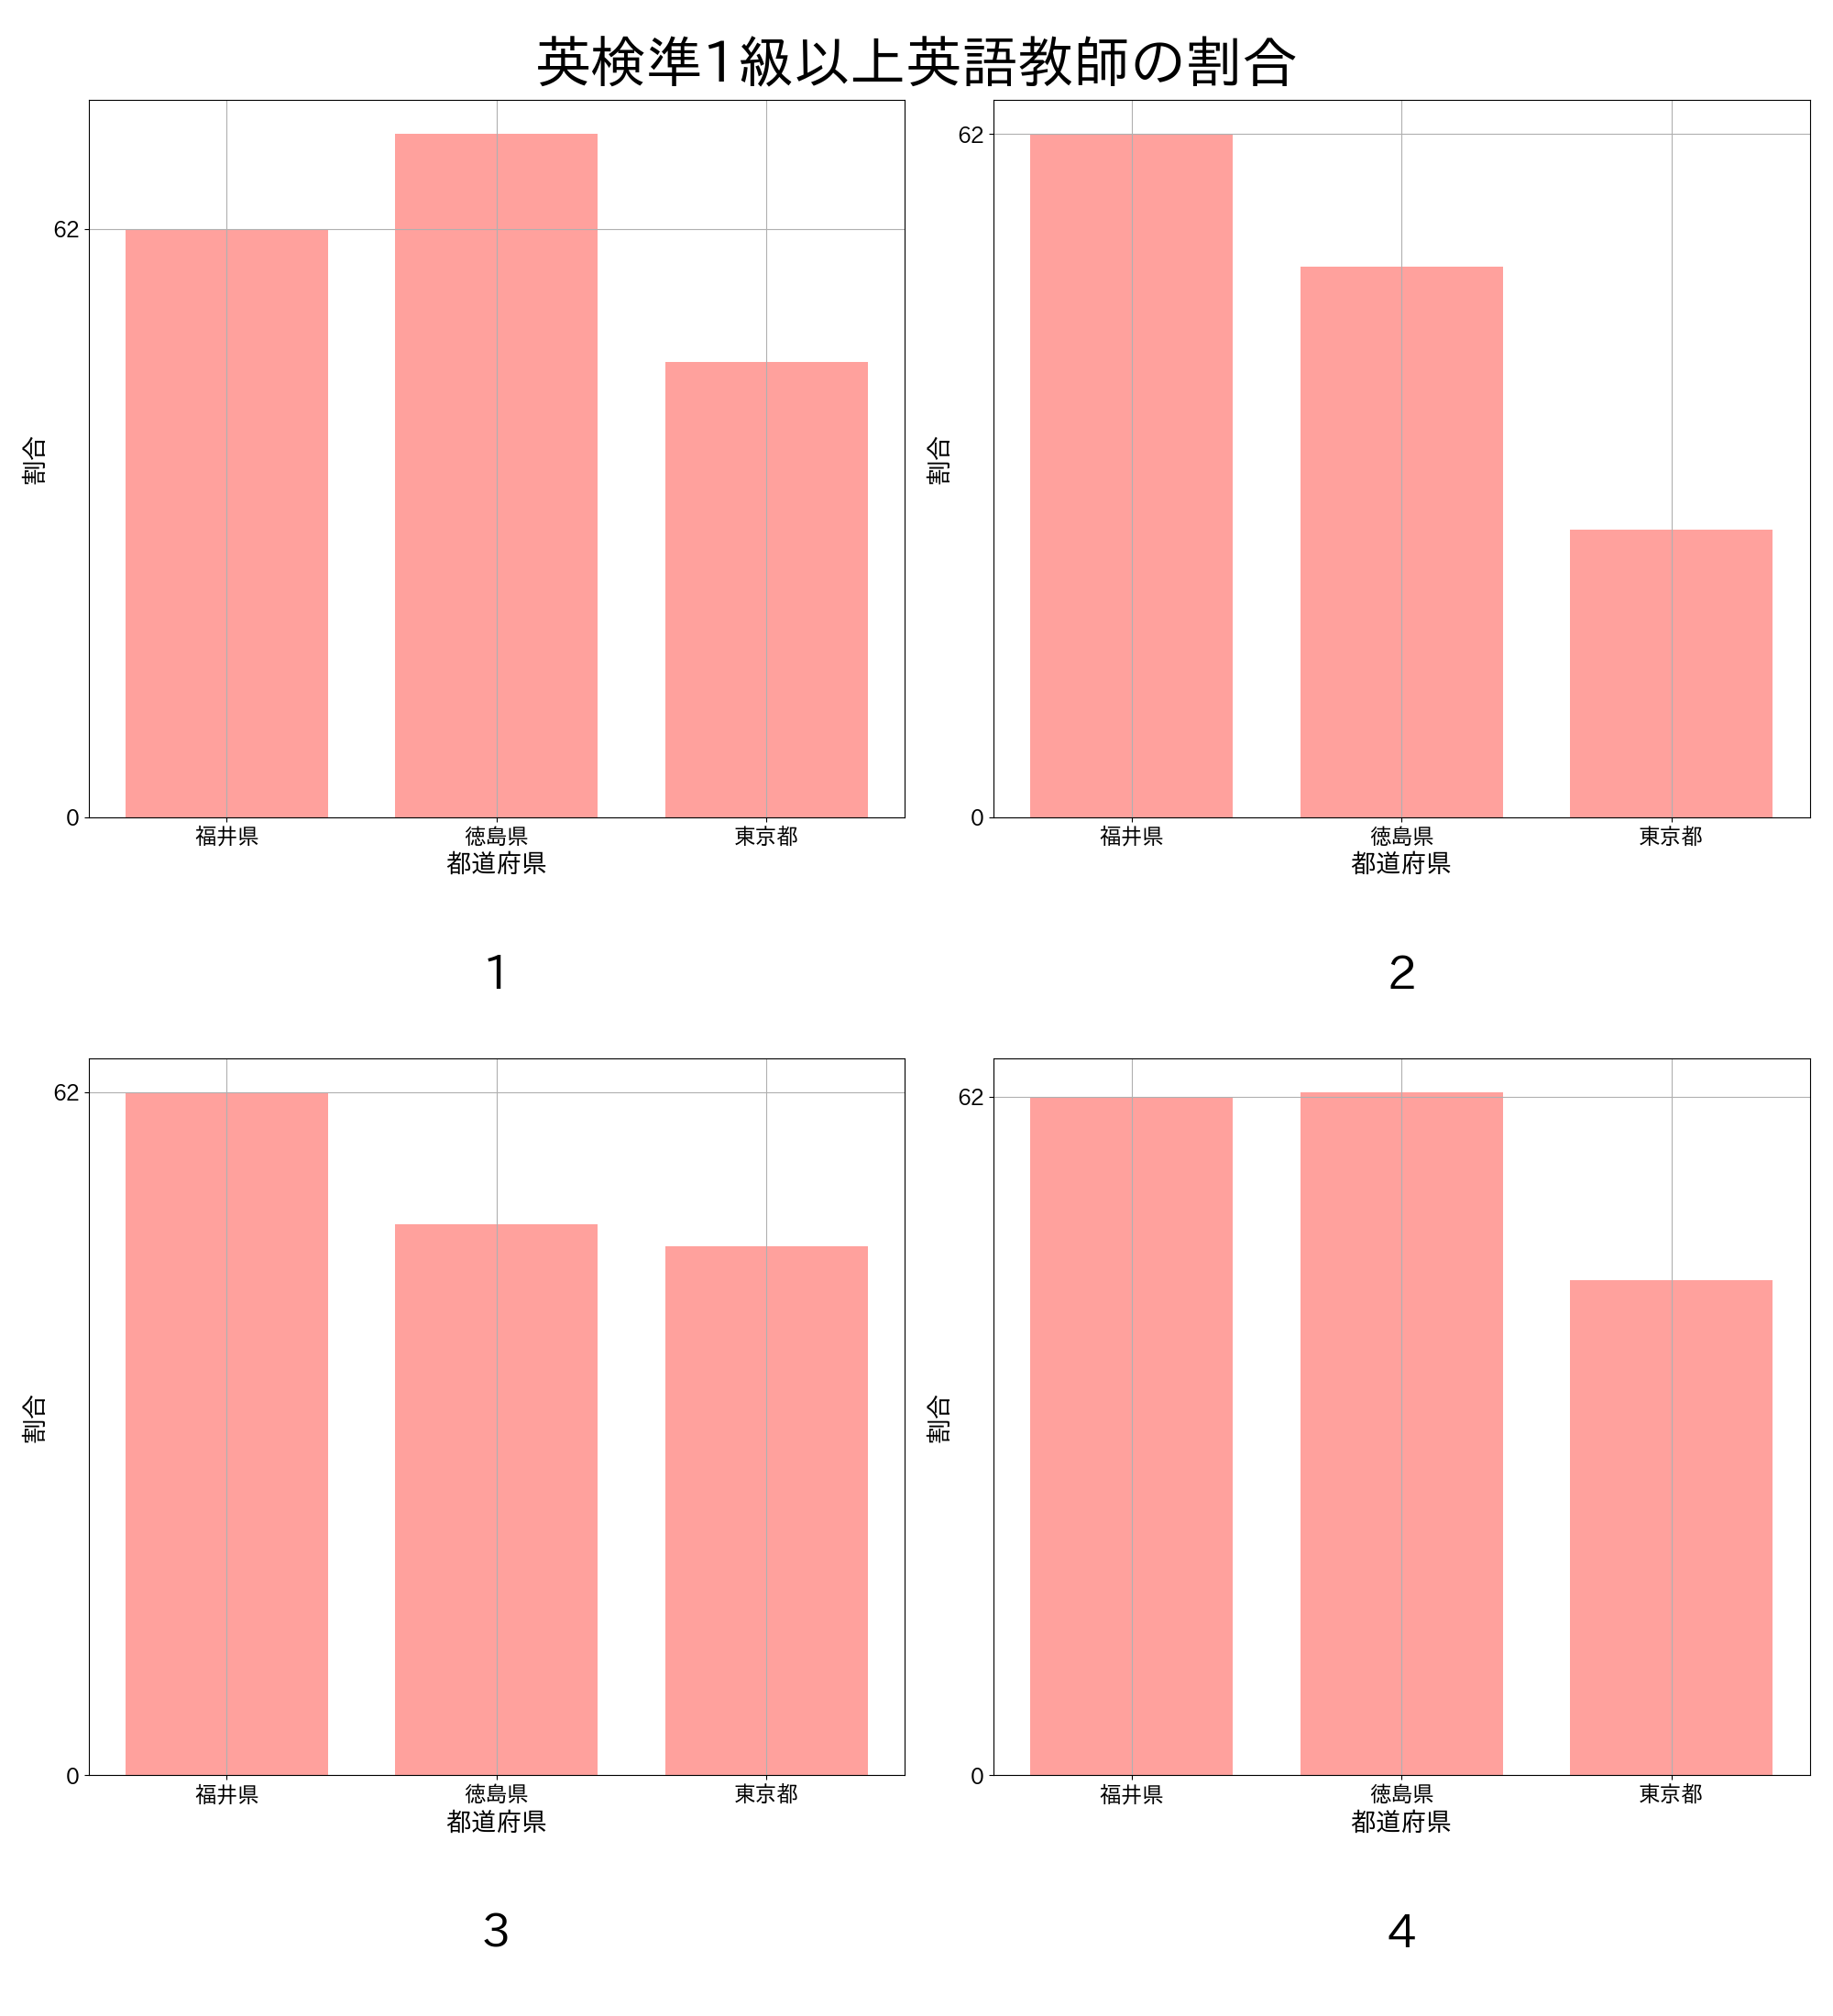 英検準1級以上英語教師の割合
62
0
割合
福井県 徳島県 東京都
都道府県
1
62
0
割合
福井県 徳島県 東京都
都道府県
2
62
0
割合
福井県 徳島県 東京都
都道府県
3
62
0
割合
福井県 徳島県 東京都
都道府県
4